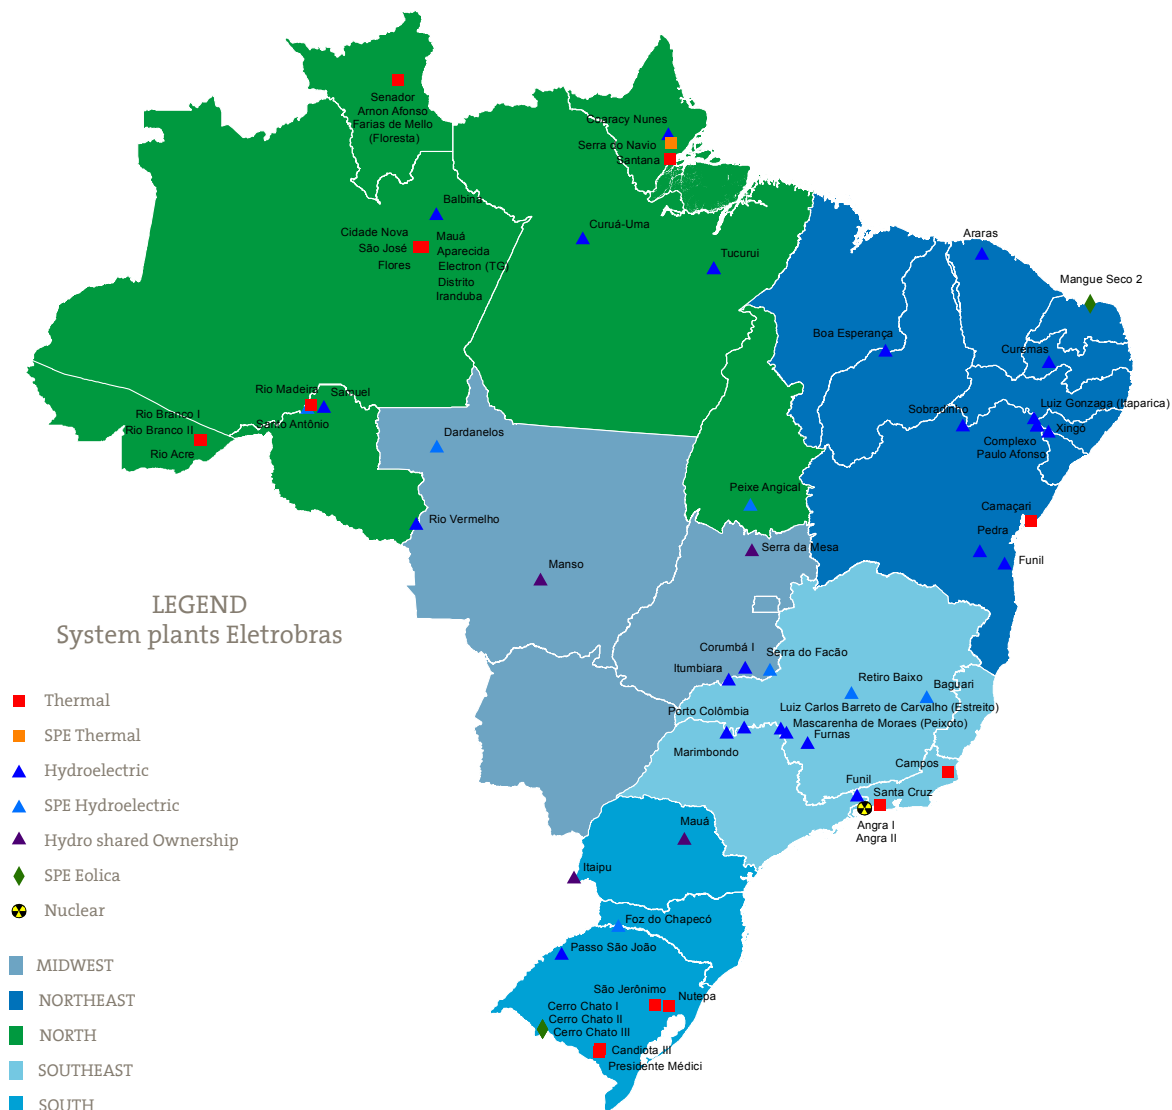 Senador
Arnon Afonso
Farias de Mello
(Floresta)
Coaracy Nunes
Serra do Navio
Santana
Balbina
Cidade Nova
São José
Flores
Mauá
Aparecida
Electron (TG)
Distrito
Iranduba
Curuá-Uma
Tucurui
Araras
Mangue Seco 2
Boa Esperança
Curemas
Rio Madeira
Samuel
Santo Antônio
Rio Branco I
Rio Branco II
Rio Acre
Luiz Gonzaga (Itaparica)
Sobradinho
Xingó
Complexo
Paulo Afonso
Dardanelos
Peixe Angical
Camaçari
Rio Vermelho
Pedra
Serra da Mesa
Funil
Manso
Corumbá I
Serra do Facão
Itumbiara
Retiro Baixo
Baguari
Luiz Carlos Barreto de Carvalho (Estreito)
Porto Colômbia
Mascarenha de Moraes (Peixoto)
Furnas
Marimbondo
Campos
Funil
Santa Cruz
Angra I
Angra II
Mauá
Itaipu
Foz do Chapecó
Passo São João
São Jerônimo
Nutepa
Cerro Chato I
Cerro Chato II
Cerro Chato III
Candiota III
Presidente Médici
LEGEND
System plants Eletrobras
Thermal
SPE Thermal
Hydroelectric
SPE Hydroelectric
Hydro shared Ownership
SPE Eolica
Nuclear
MIDWEST
NORTHEAST
NORTH
SOUTHEAST
SOUTH